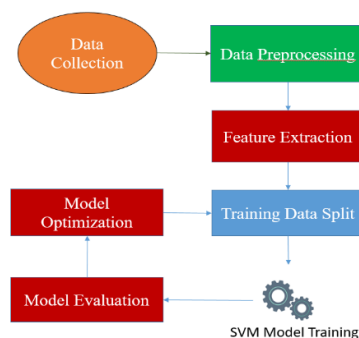 Data
Collection
Data Preprocessing
Feature Extraction
Model
Optimization
Training Data Split
Model Evaluation
SVM Model Training